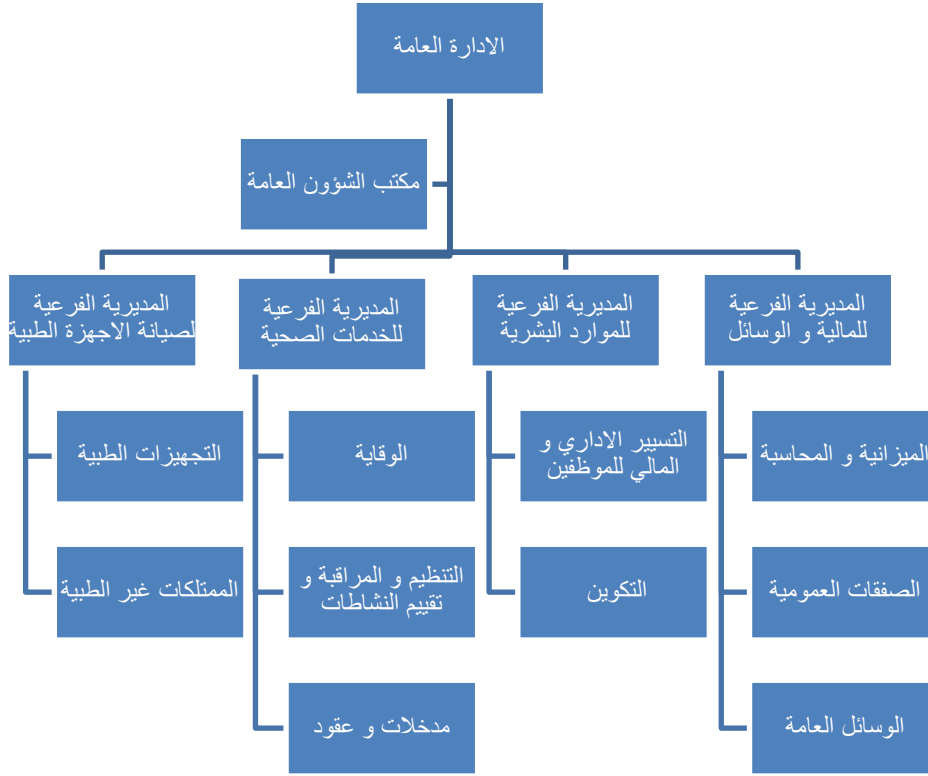 الادارة العامة
مكتب الشؤون العامة
المديرية الفرعية
للمالية و الوسائل
المديرية الفرعية
للموارد البشرية
المديرية الفرعية
للخدمات الصحية
المديرية الفرعية
لصيانة الاجهزة الطبية
الميزانية و المحاسبة
التسيير الاداري و
المالي للموظفين
الوقاية
التجهيزات الطبية
الصفقات العمومية
التكوين
التنظيم و المراقبة و
تقييم النشاطات
الممتلكات غير الطبية
الوسائل العامة
مدخلات و عقود